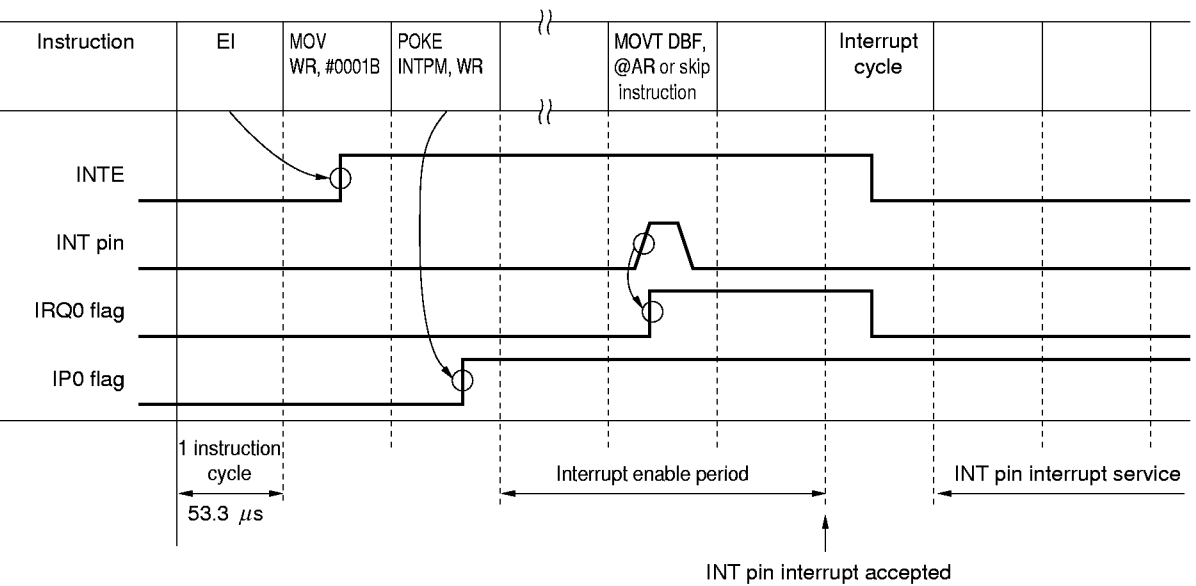 Instruction
EI
MOV
WR, #0001B
POKE
INTPM, WR
MOVT DBF,
@AR or skip
instruction
Interrupt
cycle
INTE
INT pin
IRQ0 flag
IP0 flag
1 instruction
cycle
53.3 μs
Interrupt enable period
INT pin interrupt service
INT pin interrupt accepted